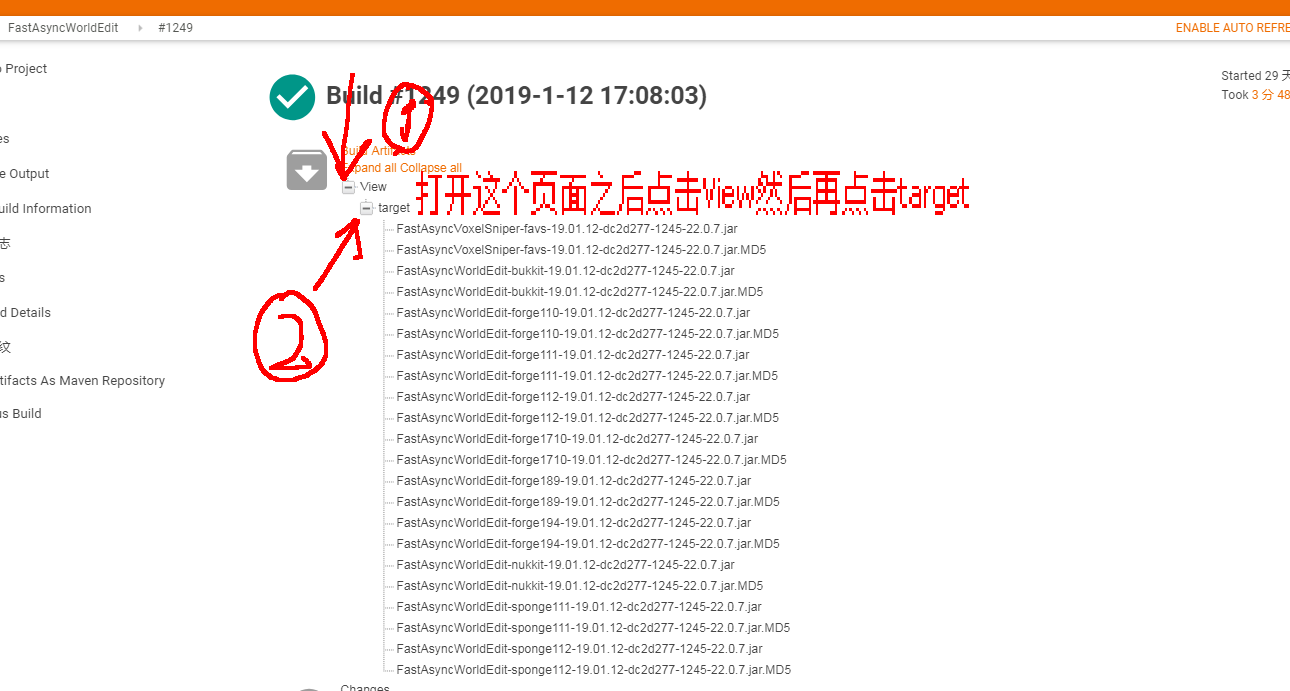 FastAsyncWorldEdit #1249
ENABLE AUTO REFRE
Project
Started 29 天
Build #1249 (2019-1-12 17:08:03)
Took 3 分 48
1
es
Build Artifacts
Expand all Collapse all
e Output
View
打开这个页面之后点击View然后再点击target
target
uild Information
FastAsyncVoxelSniper-favs-19.01.12-dc2d277-1245-22.0.7.jar
志
FastAsyncVoxelSniper-favs-19.01.12-dc2d277-1245-22.0.7.jar.MD5
FastAsyncWorldEdit-bukkit-19.01.12-dc2d277-1245-22.0.7.jar
s
FastAsyncWorldEdit-bukkit-19.01.12-dc2d277-1245-22.0.7.jar.MD5
d Details
FastAsyncWorldEdit-forge110-19.01.12-dc2d277-1245-22.0.7.jar
FastAsyncWorldEdit-forge110-19.01.12-dc2d277-1245-22.0.7.jar.MD5
2
纹
FastAsyncWorldEdit-forge111-19.01.12-dc2d277-1245-22.0.7.jar
FastAsyncWorldEdit-forge111-19.01.12-dc2d277-1245-22.0.7.jar.MD5
tifacts As Maven Repository
FastAsyncWorldEdit-forge112-19.01.12-dc2d277-1245-22.0.7.jar
us Build
FastAsyncWorldEdit-forge112-19.01.12-dc2d277-1245-22.0.7.jar.MD5
FastAsyncWorldEdit-forge1710-19.01.12-dc2d277-1245-22.0.7.jar
FastAsyncWorldEdit-forge1710-19.01.12-dc2d277-1245-22.0.7.jar.MD5
FastAsyncWorldEdit-forge189-19.01.12-dc2d277-1245-22.0.7.jar
FastAsyncWorldEdit-forge189-19.01.12-dc2d277-1245-22.0.7.jar.MD5
FastAsyncWorldEdit-forge194-19.01.12-dc2d277-1245-22.0.7.jar
FastAsyncWorldEdit-forge194-19.01.12-dc2d277-1245-22.0.7.jar.MD5
FastAsyncWorldEdit-nukkit-19.01.12-dc2d277-1245-22.0.7.jar
FastAsyncWorldEdit-nukkit-19.01.12-dc2d277-1245-22.0.7.jar.MD5
FastAsyncWorldEdit-sponge111-19.01.12-dc2d277-1245-22.0.7.jar
FastAsyncWorldEdit-sponge111-19.01.12-dc2d277-1245-22.0.7.jar.MD5
FastAsyncWorldEdit-sponge112-19.01.12-dc2d277-1245-22.0.7.jar
FastAsyncWorldEdit-sponge112-19.01.12-dc2d277-1245-22.0.7.jar.MD5
Changes